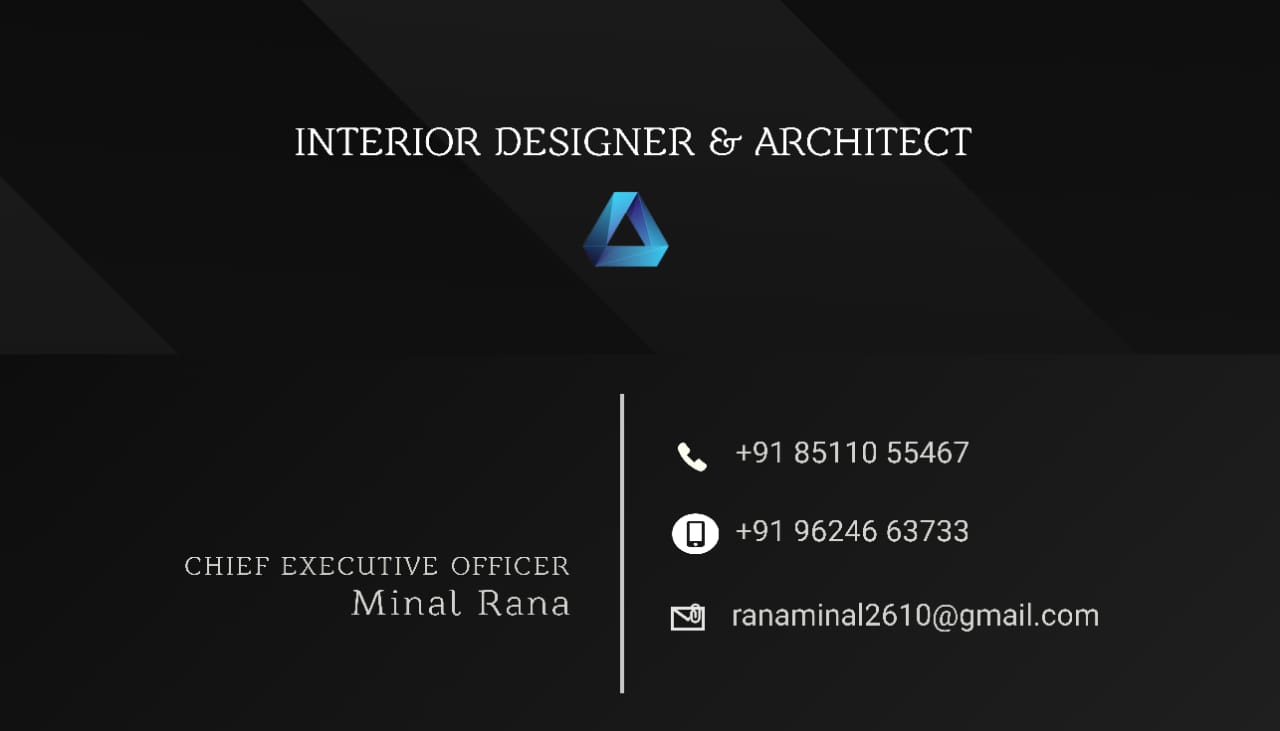 INTERIOR DESIGNER & ARCHITECT
CHIEF EXECUTIVE OFFICER
Minal Rana
+91 85110 55467
+91 96246 63733
ranaminal2610@gmail.com